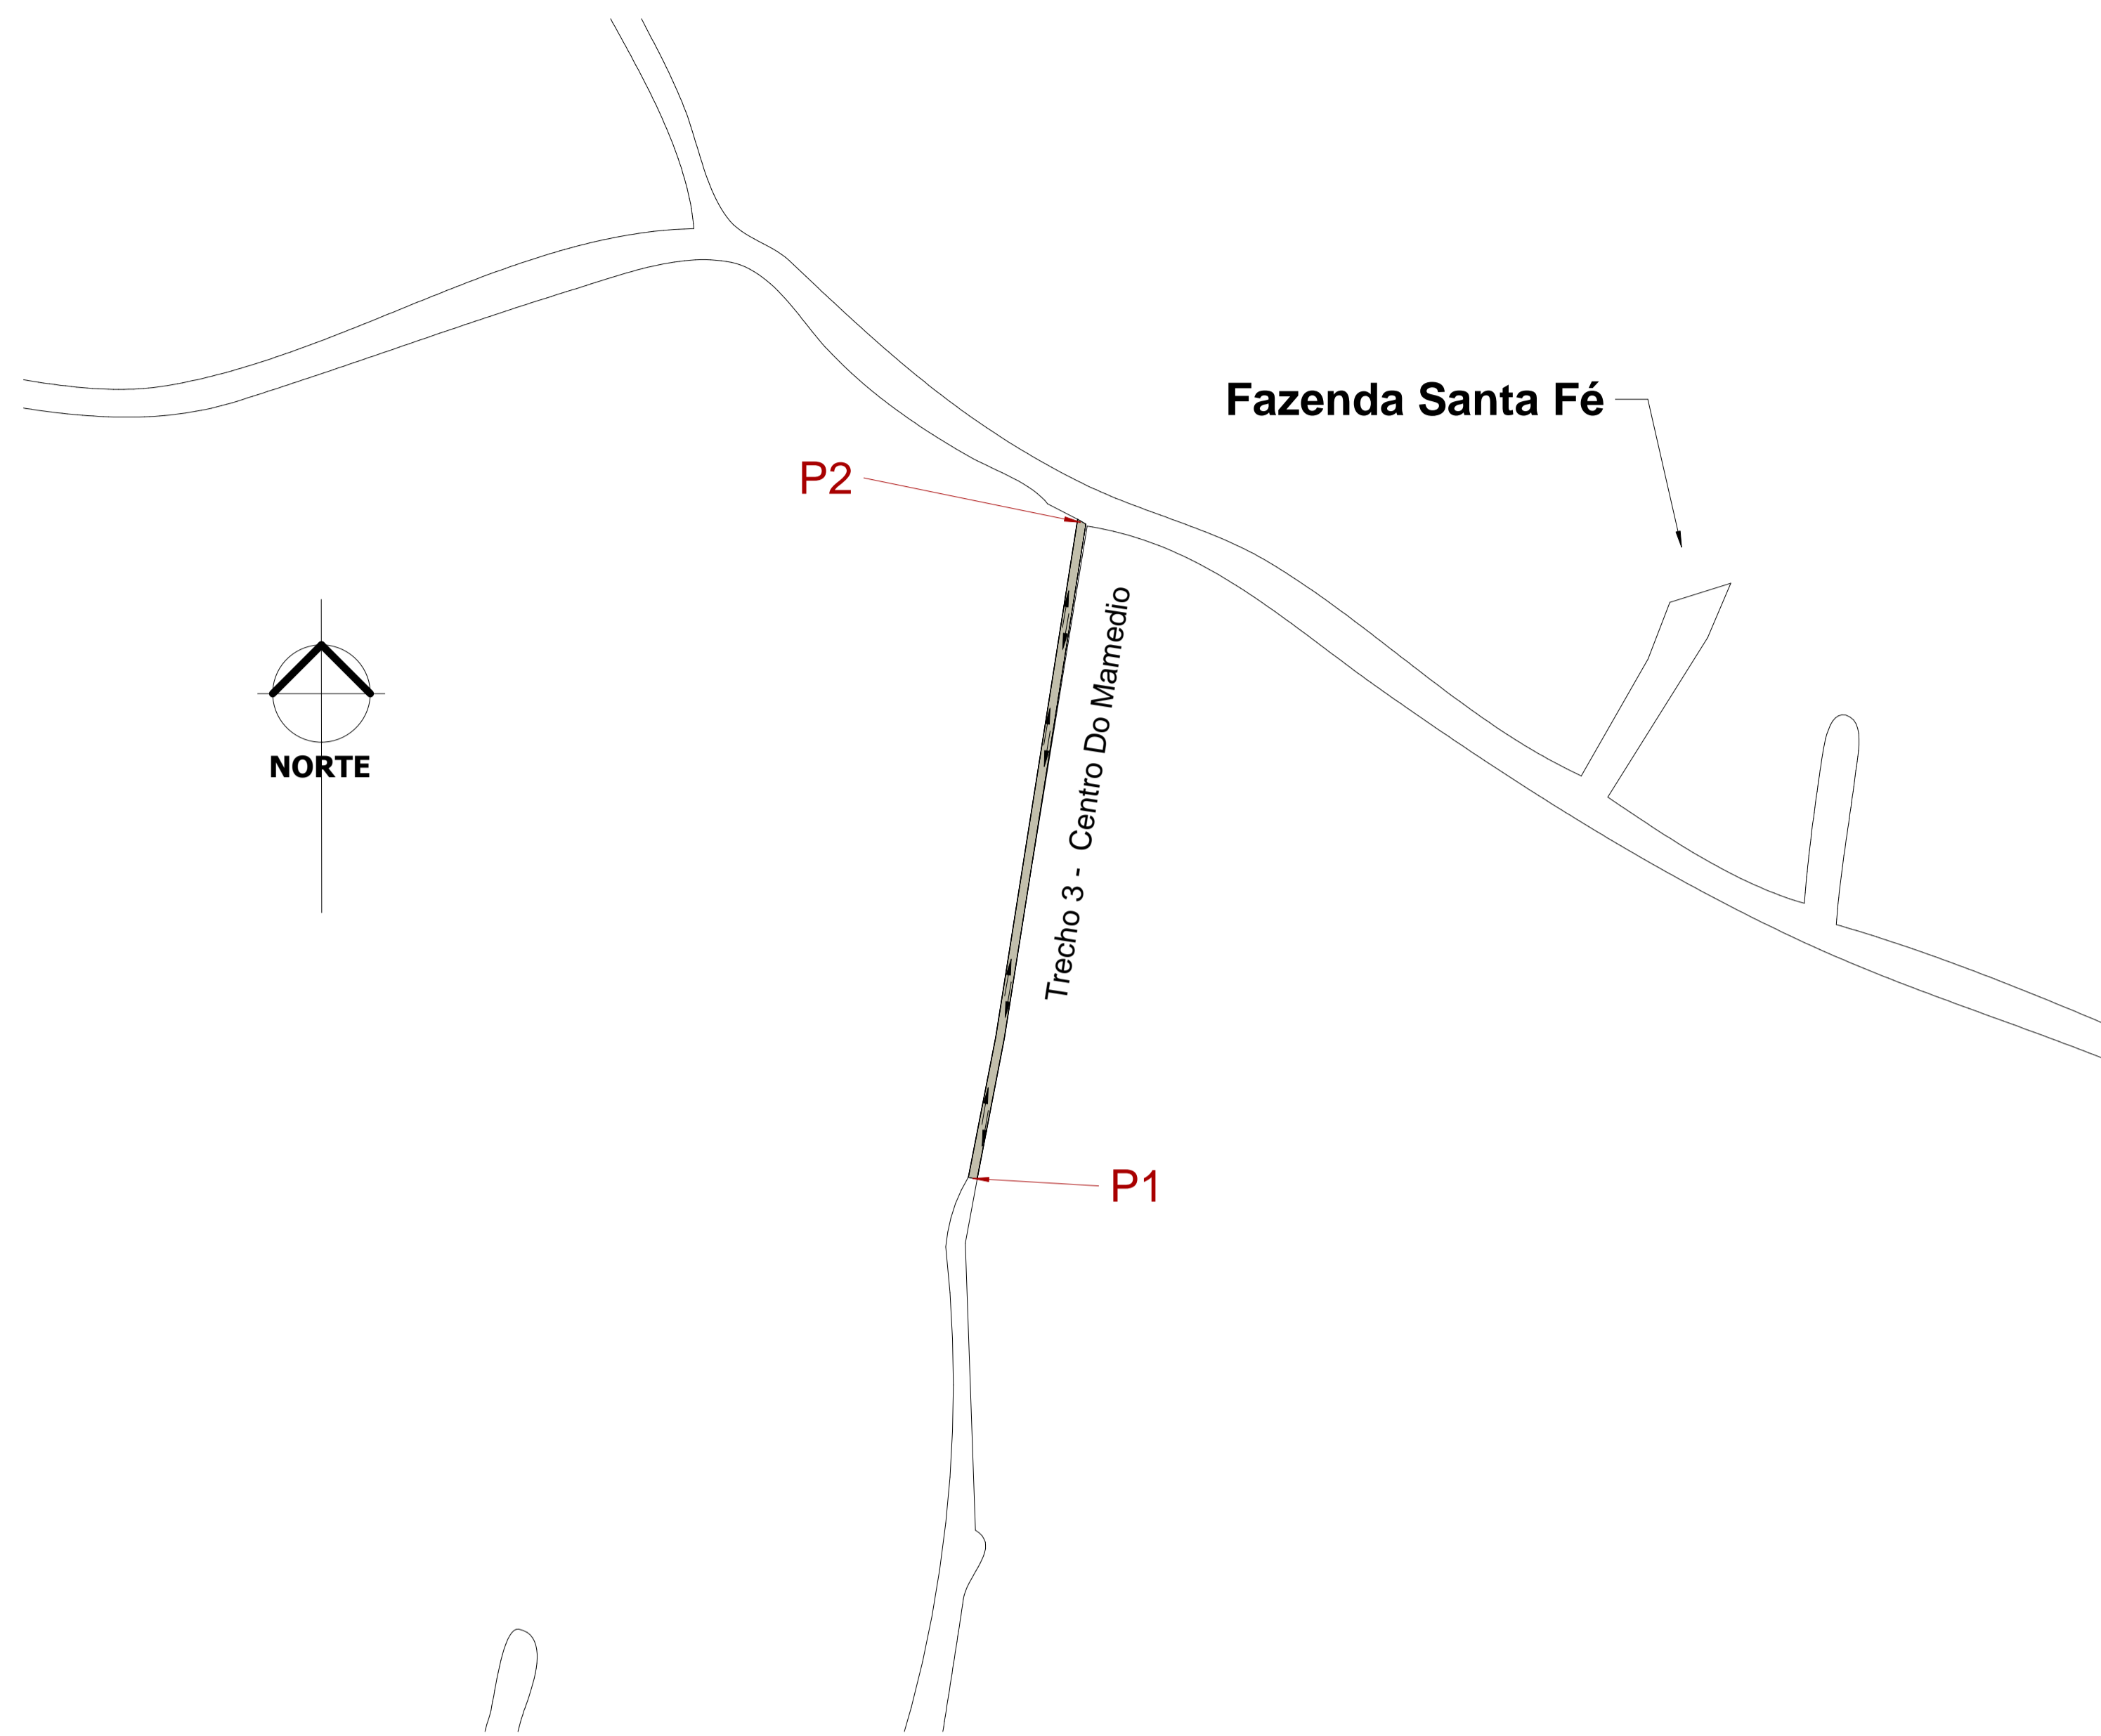 Fazenda Santa Fé
P2
Trecho 3 - Centro Do Mamedio
NORTE
P1